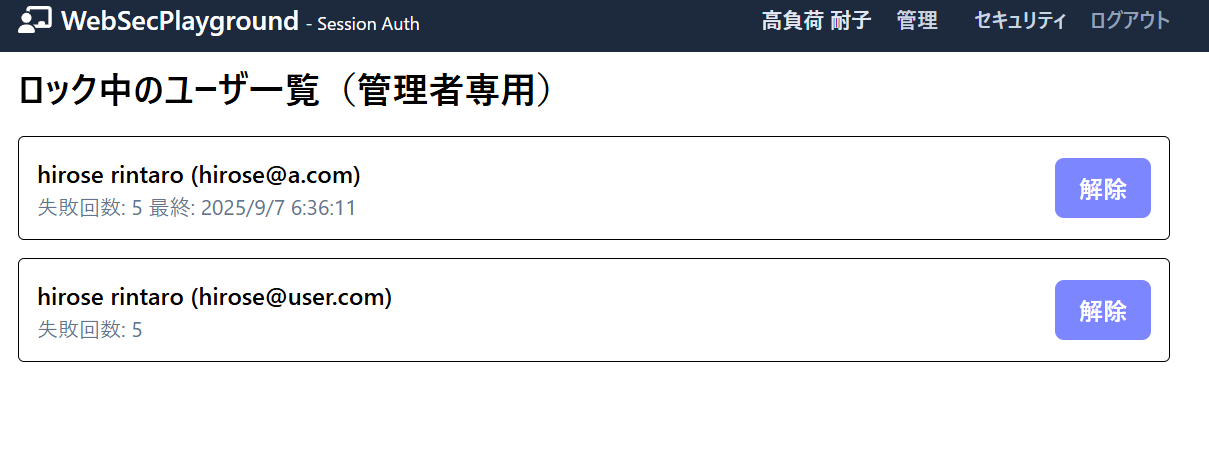 WebSecPlayground - Session Auth 高負荷 耐子 管理 セキュリティ ログアウト
ロック中のユーザ一覧（管理者専用）
hirose rintaro (hirose@a.com)
失敗回数: 5 最終: 2025/9/7 6:36:11
解除
hirose rintaro (hirose@user.com)
失敗回数: 5
解除